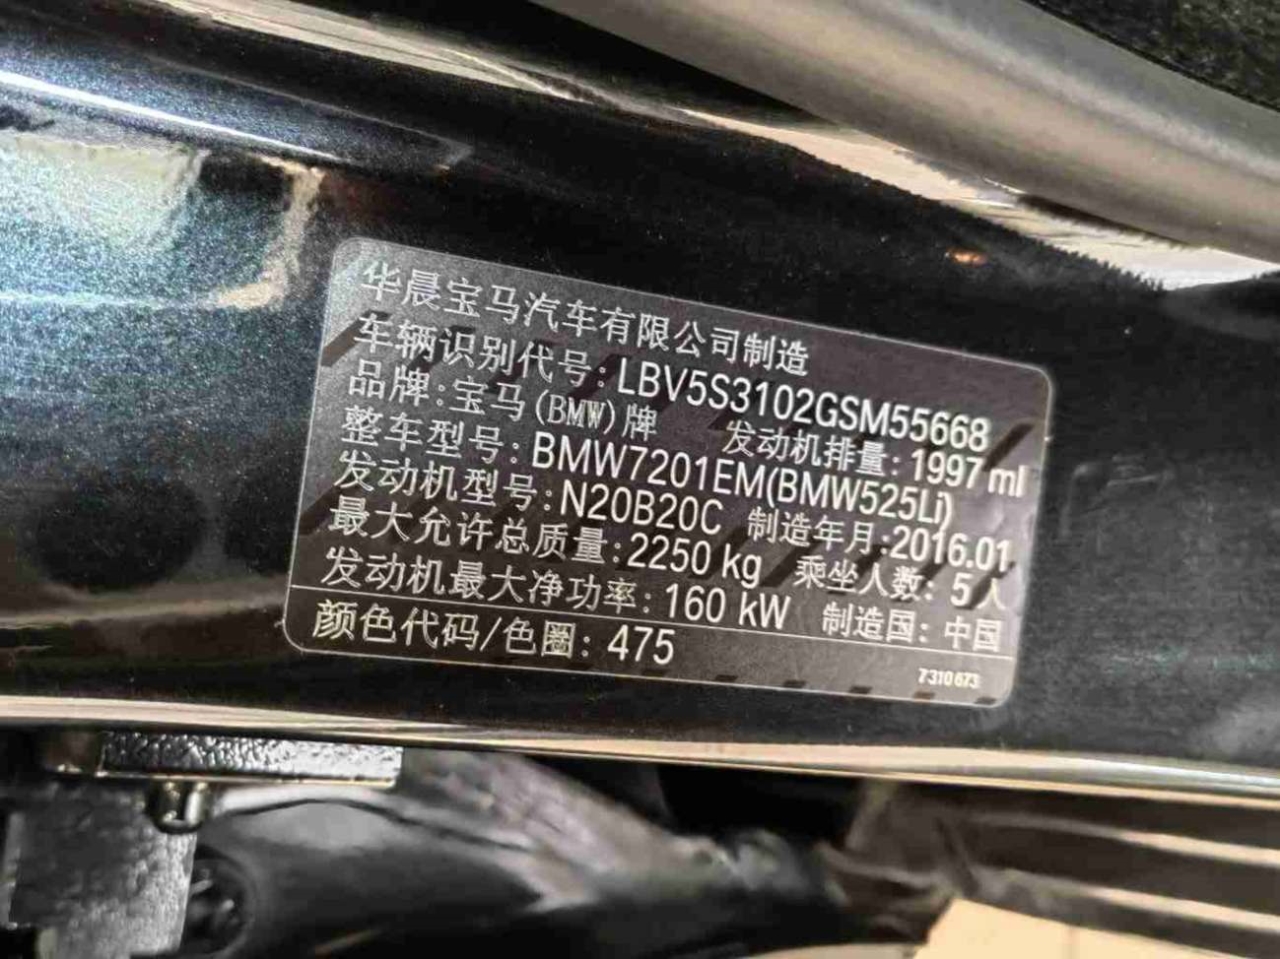 华晨宝马汽车有限公司制造
车辆识别代号:LBV5S3102GSM55668
品牌:宝马(BMW)牌 发动机排量:1997 ml
整车型号:BMW7201EM(BMW525Li)
发动机型号:N20B20C 制造年月:2016.01
最大允许总质量:2250 kg 乘坐人数: 5人
发动机最大净功率:160 kW 制造国: 中国
颜色代码/色圈: 475
7310673